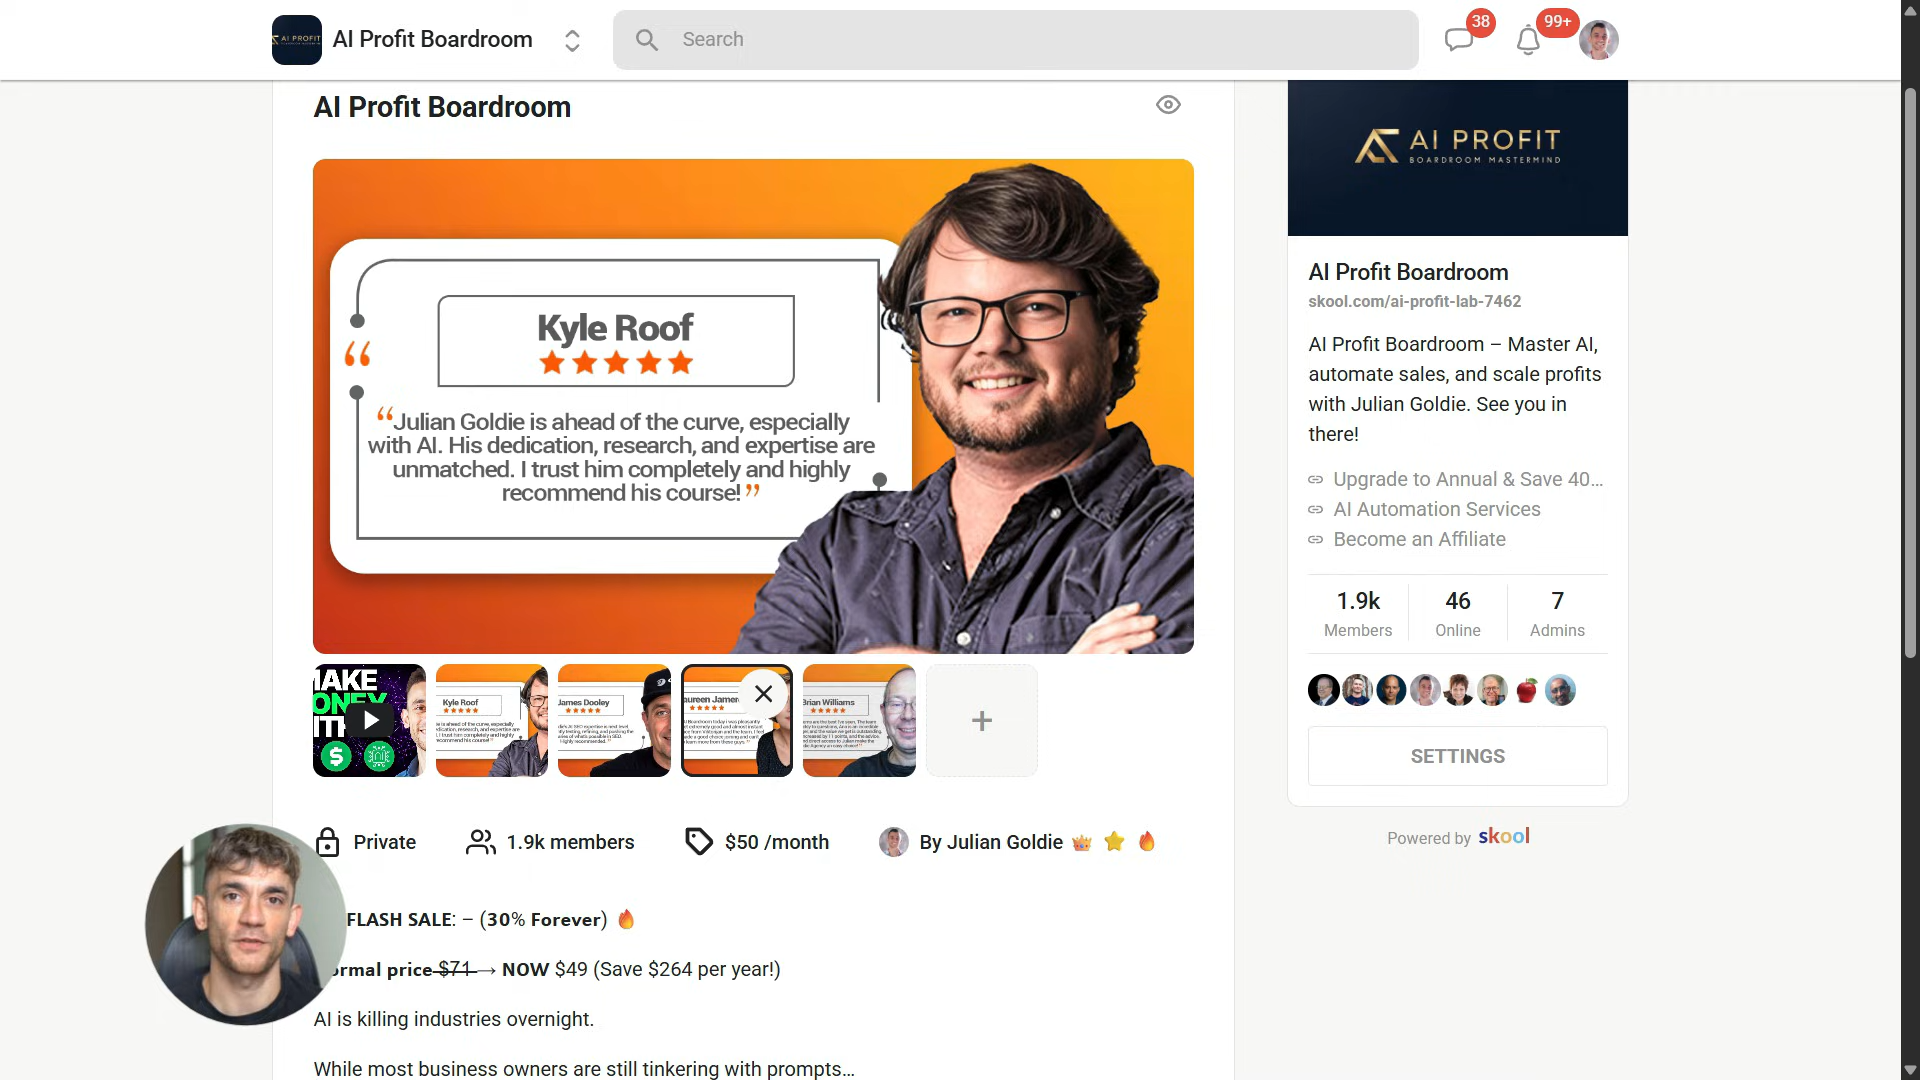 AI PROFIT
AI Profit Boardroom
Search
38
99+
AI Profit Boardroom
Kyle Roof
“Julian Goldie is ahead of the curve, especially
with AI. His dedication, research, and expertise are
unmatched. I trust him completely and highly
recommend his course!”
MAKE
MONEY
Kyle Roof
James Dooley
Brian Williams
+
Private
1.9k members
$50 /month
By Julian Goldie
FLASH SALE: – (30% Forever)
ormal price $71 → NOW $49 (Save $264 per year!)
AI is killing industries overnight.
While most business owners are still tinkering with prompts...
AI PROFIT
BOARDROOM MASTERMIND
AI Profit Boardroom
skool.com/ai-profit-lab-7462
AI Profit Boardroom – Master AI,
automate sales, and scale profits
with Julian Goldie. See you in
there!
Upgrade to Annual & Save 40...
AI Automation Services
Become an Affiliate
1.9k
Members
46
Online
7
Admins
SETTINGS
Powered by skool